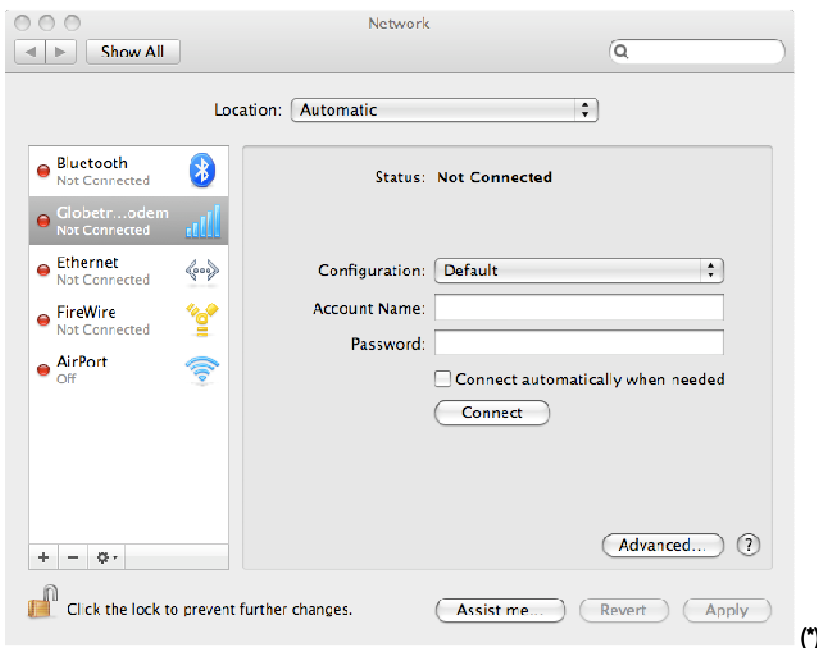 Network
Show All
Location: Automatic
Bluetooth
Not Connected
Globetr...odem
Not Connected
Ethernet
Not Connected
FireWire
Not Connected
AirPort
Off
Status: Not Connected
Configuration: Default
Account Name:
Password:
Connect automatically when needed
Connect
Advanced... ?
Click the lock to prevent further changes.
Assist me... Revert Apply
(*)